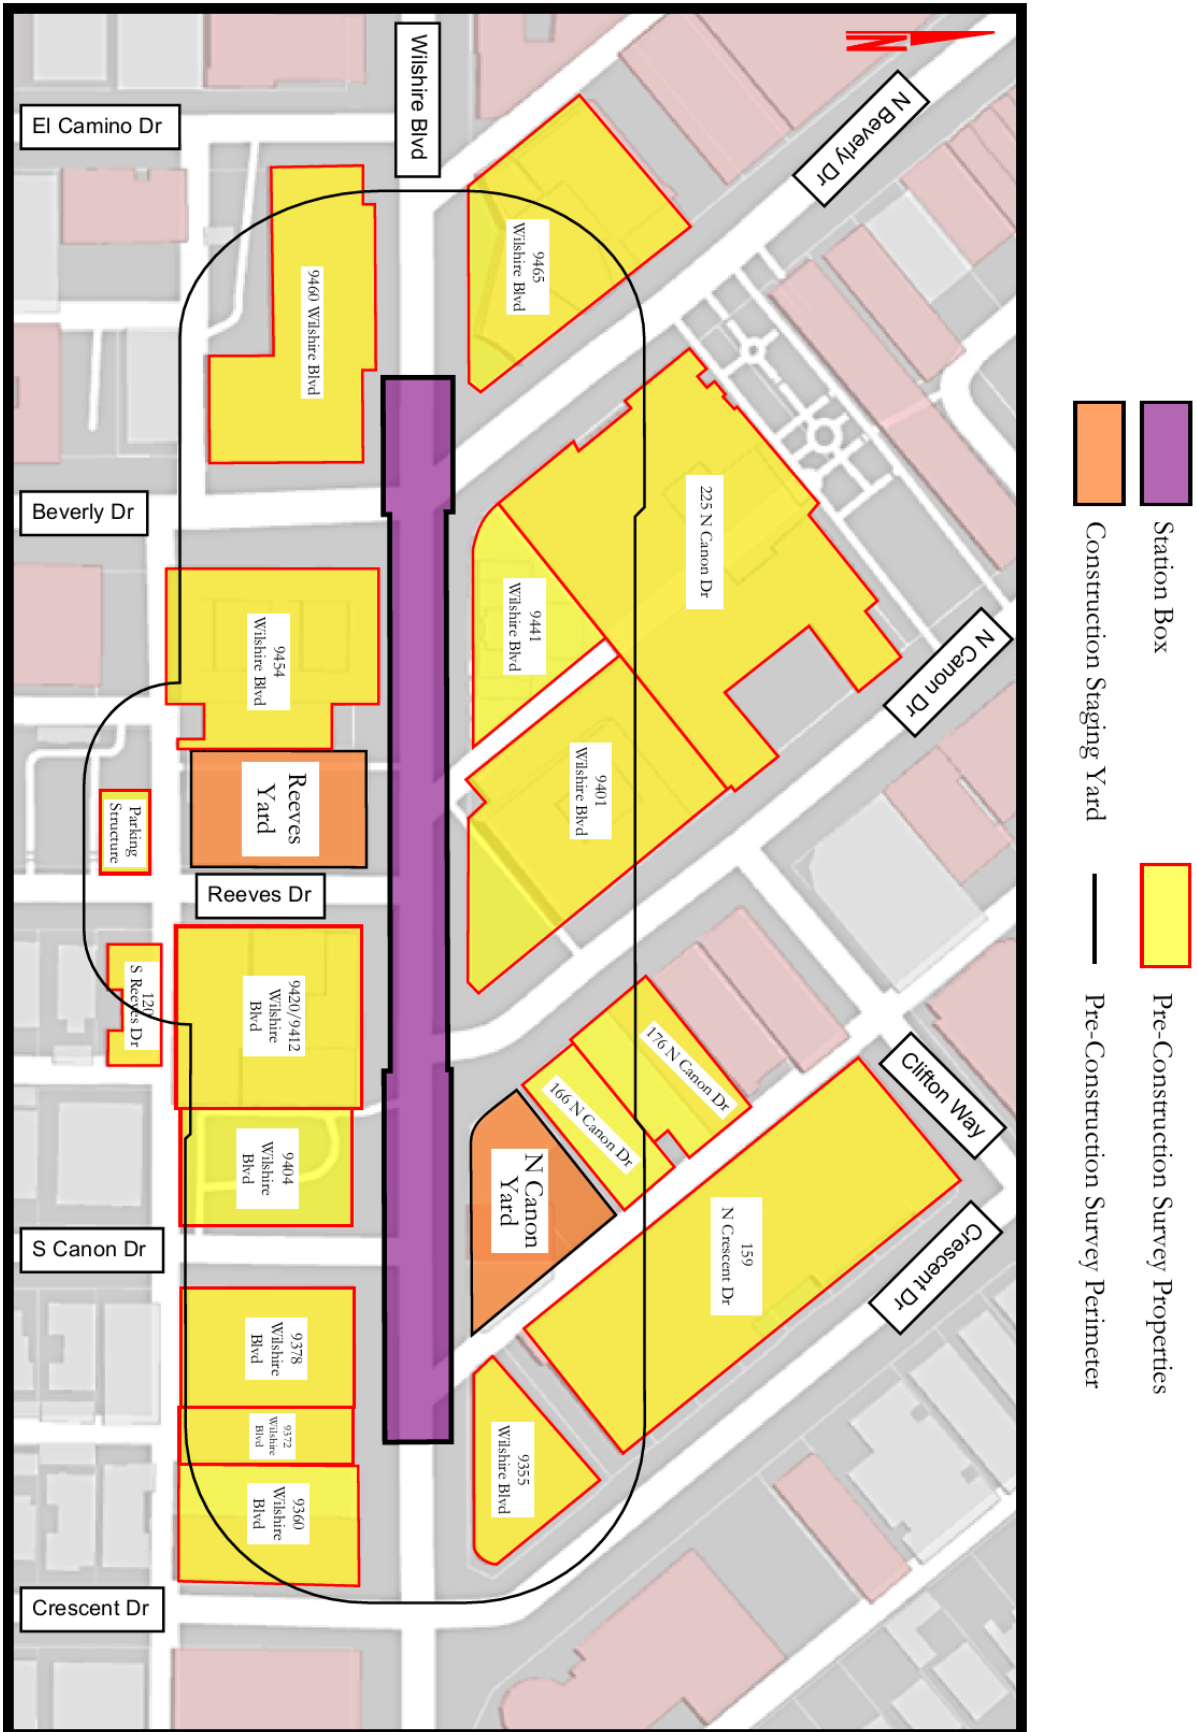 Station Box
Construction Staging Yard
Pre-Construction Survey Properties
Pre-Construction Survey Perimeter
N
El Camino Dr
Wilshire Blvd
N Beverly Dr
9460 Wilshire Blvd
9465
Wilshire Blvd
Beverly Dr
225 N Canon Dr
9441
Wilshire Blvd
N Canon Dr
9454
Wilshire Blvd
9401
Wilshire Blvd
Parking
Structure
Reeves
Yard
Reeves Dr
120
S Reeves Dr
9420/9412
Wilshire
Blvd
176 N Canon Dr
166 N Canon Dr
Clifton Way
9404
Wilshire
Blvd
N Canon
Yard
159
N Crescent Dr
Crescent Dr
S Canon Dr
9378
Wilshire
Blvd
9372
Wilshire
Blvd
9355
Wilshire Blvd
9360
Wilshire
Blvd
Crescent Dr